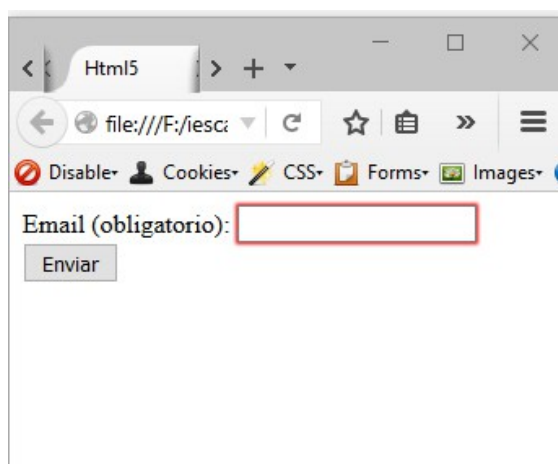 Html5
file:///F:/iesca
Disable Cookies CSS Forms Images
Email (obligatorio):
Enviar